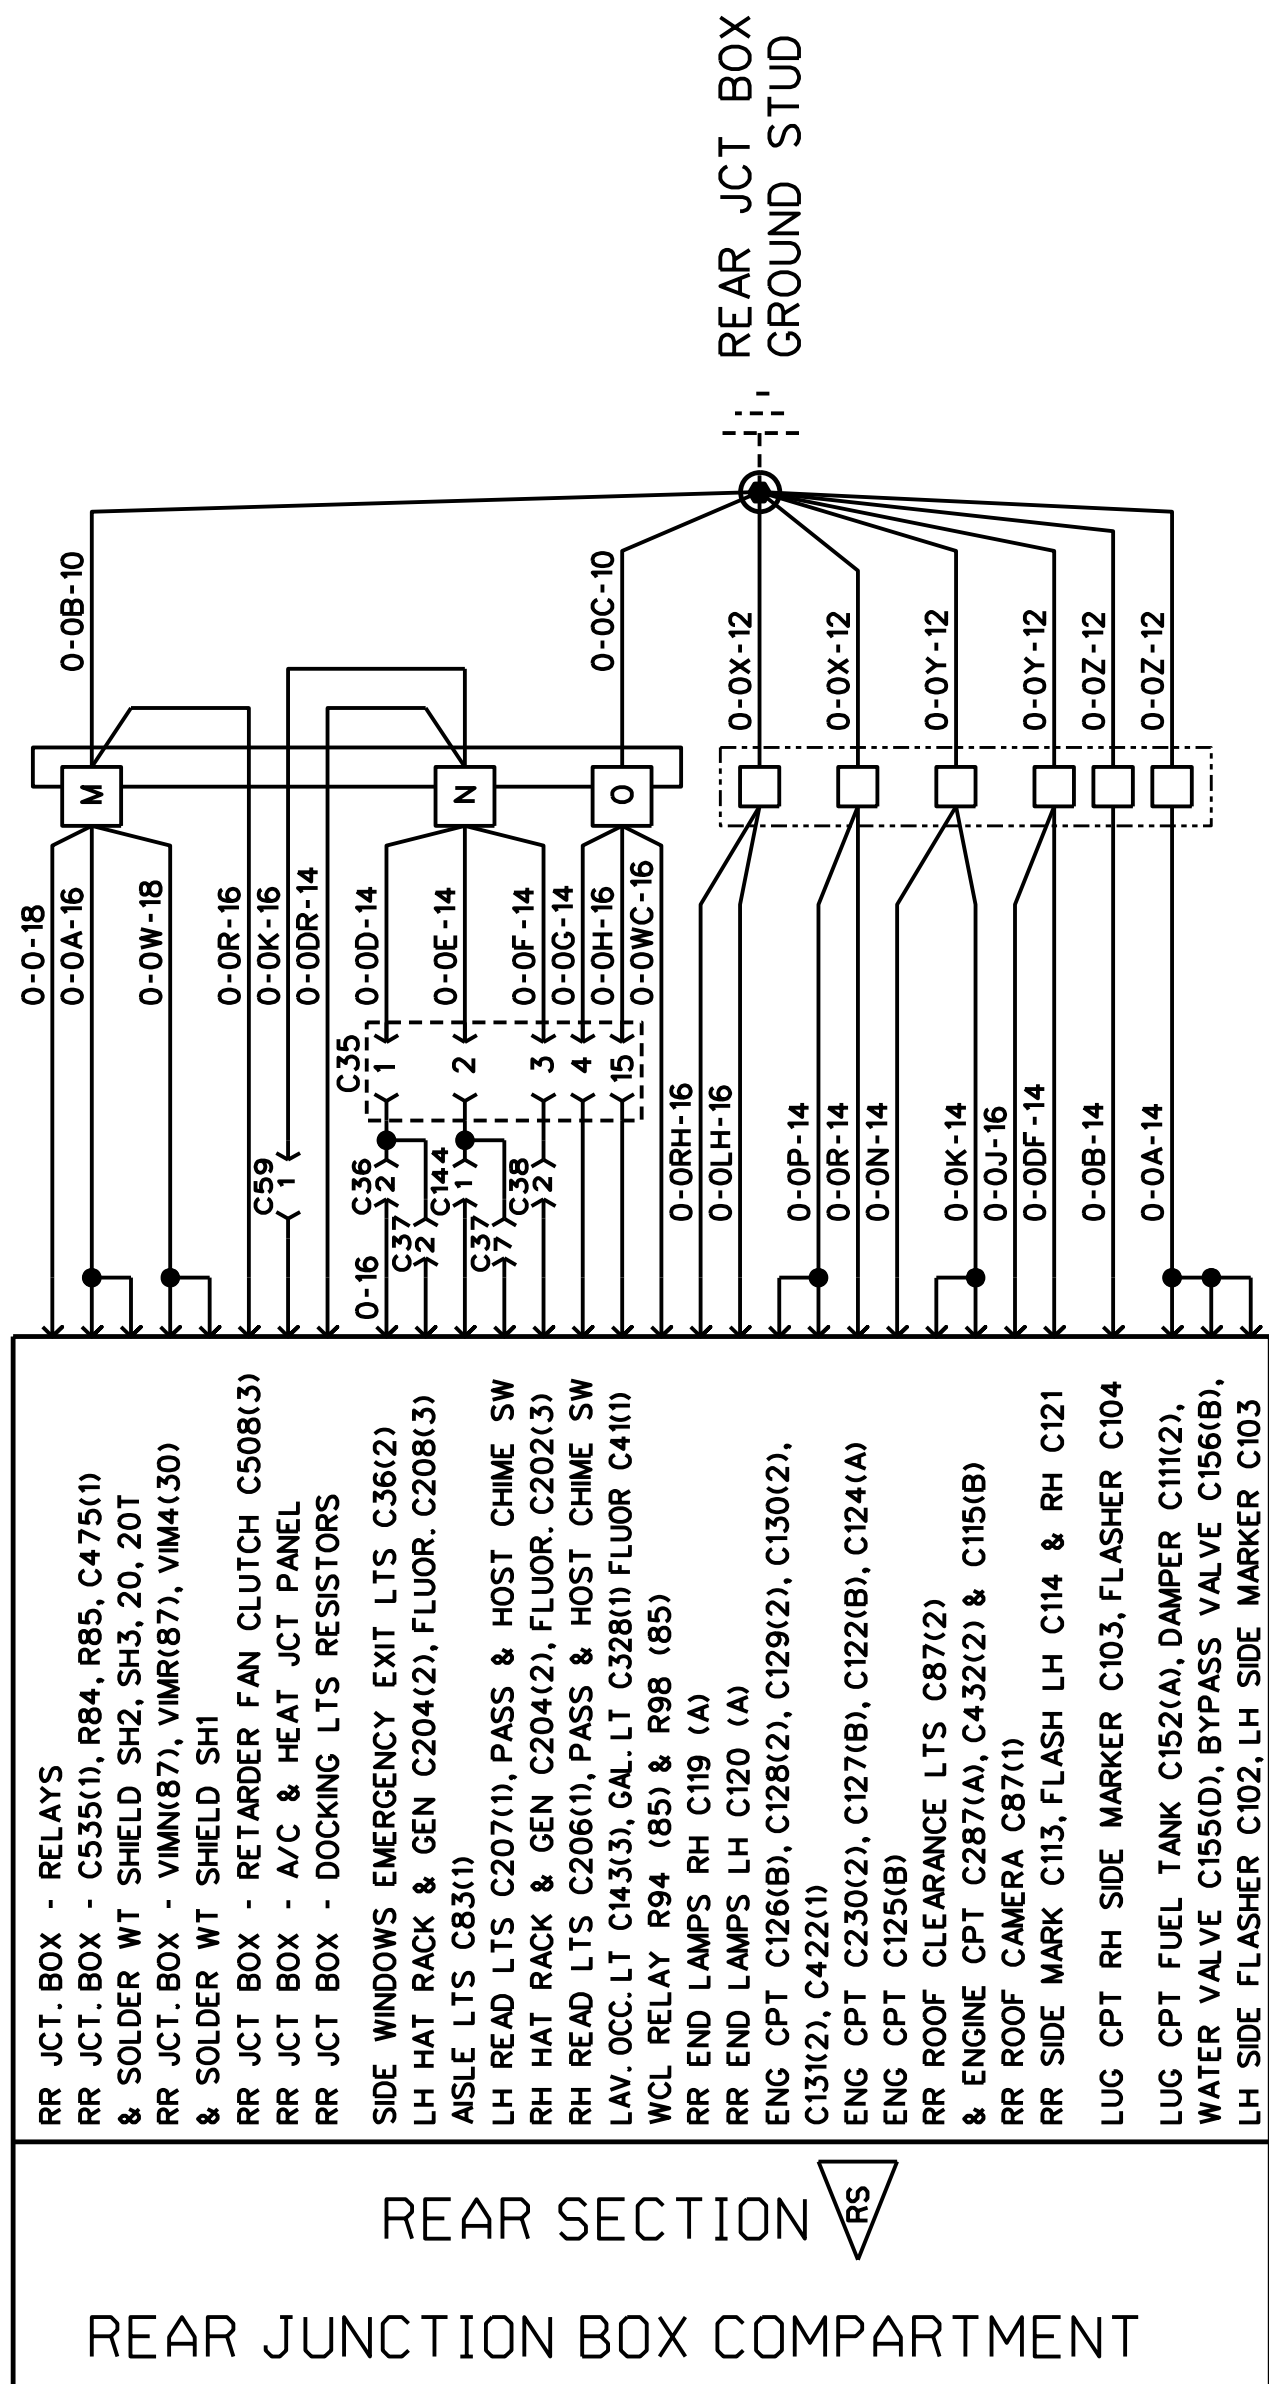 REAR JUNCTION BOX COMPARTMENT
REAR SECTION
RS
RR JCT. BOX - RELAYS
RR JCT. BOX - C535(1), R84, R85, C475(1)
& SOLDER WT SHIELD SH2, SH3, 20, 20T
RR JCT. BOX - VIMN(87), VIMR(87), VIM4(30)
& SOLDER WT SHIELD SH1
RR JCT BOX - RETARDER FAN CLUTCH C508(3)
RR JCT BOX - A/C & HEAT JCT PANEL
RR JCT BOX - DOCKING LTS RESISTORS
SIDE WINDOWS EMERGENCY EXIT LTS C36(2)
LH HAT RACK & GEN C204(2), FLUOR. C208(3)
AISLE LTS C83(1)
LH READ LTS C207(1), PASS & HOST CHIME SW
RH HAT RACK & GEN C204(2), FLUOR. C202(3)
RH READ LTS C206(1), PASS & HOST CHIME SW
LAV. OCC. LT C143(3), GAL. LT C328(1) FLUOR C41(1)
WCL RELAY R94 (85) & R98 (85)
RR END LAMPS RH C119 (A)
RR END LAMPS LH C120 (A)
ENG CPT C126(B), C128(2), C129(2), C130(2),
C131(2), C422(1)
ENG CPT C230(2), C127(B), C122(B), C124(A)
ENG CPT C125(B)
RR ROOF CLEARANCE LTS C87(2)
& ENGINE CPT C287(A), C432(2) & C115(B)
RR ROOF CAMERA C87(1)
RR SIDE MARK C113, FLASH LH C114 & RH C121
LUG CPT RH SIDE MARKER C103, FLASHER C104
LUG CPT FUEL TANK C152(A), DAMPER C111(2),
WATER VALVE C155(D), BYPASS VALVE C156(B),
LH SIDE FLASHER C102, LH SIDE MARKER C103
0-0-18
0-0A-16
0-0W-18
0-0R-16
0-0K-16
C59
1
0-0DR-14
0-16
0-0D-14
C35
1
C36
2
C37
2
0-0E-14
2
C144
1
C37
7
0-0F-14
3
C38
2
0-0G-14
4
0-0H-16
15
0-0WC-16
0-0RH-16
0-0LH-16
0-0P-14
0-0R-14
0-0N-14
0-0K-14
0-0J-16
0-0DF-14
0-0B-14
0-0A-14
M
N
O
0-0B-10
0-0C-10
0-0X-12
0-0X-12
0-0Y-12
0-0Y-12
0-0Z-12
0-0Z-12
REAR JCT BOX
GROUND STUD